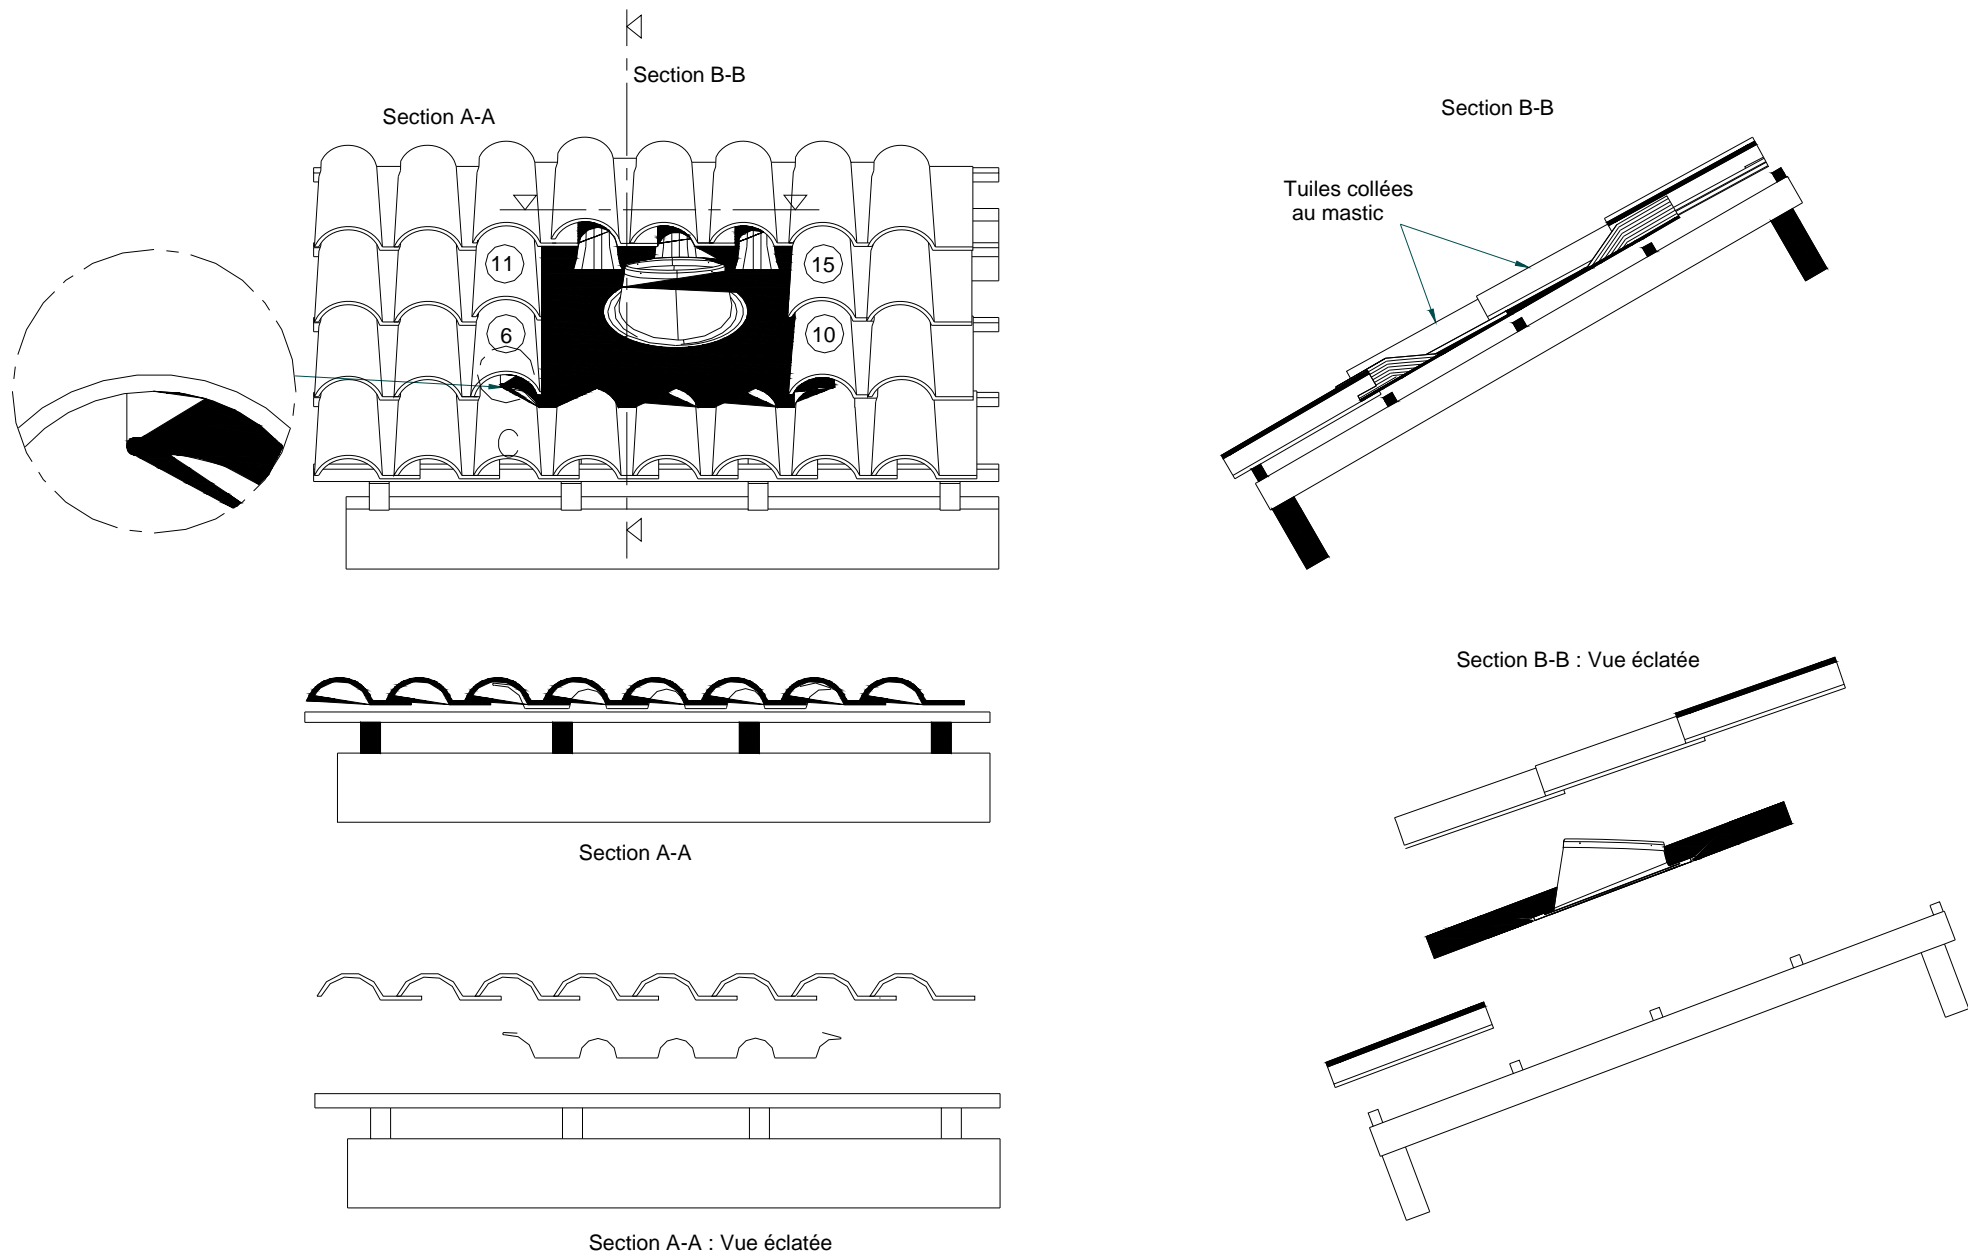 Section B-B
Section A-A
Section B-B
Tuiles collées
au mastic
11
15
6
10
C
Section B-B : Vue éclatée
Section A-A
Section A-A : Vue éclatée